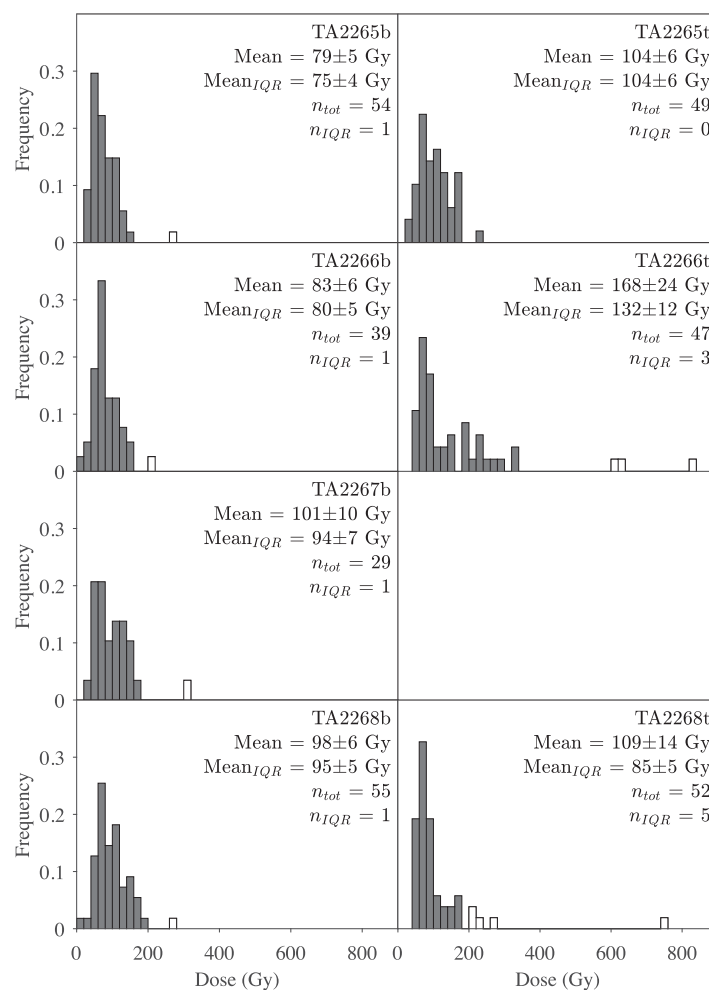 TA2265b
Mean = 79±5 Gy
Mean_IQR = 75±4 Gy
n_tot = 54
n_IQR = 1
Frequency
0.3
0.2
0.1
0
TA2265t
Mean = 104±6 Gy
Mean_IQR = 104±6 Gy
n_tot = 49
n_IQR = 0
TA2266b
Mean = 83±6 Gy
Mean_IQR = 80±5 Gy
n_tot = 39
n_IQR = 1
Frequency
0.3
0.2
0.1
0
TA2266t
Mean = 168±24 Gy
Mean_IQR = 132±12 Gy
n_tot = 47
n_IQR = 3
TA2267b
Mean = 101±10 Gy
Mean_IQR = 94±7 Gy
n_tot = 29
n_IQR = 1
Frequency
0.3
0.2
0.1
0
TA2268b
Mean = 98±6 Gy
Mean_IQR = 95±5 Gy
n_tot = 55
n_IQR = 1
Frequency
0.3
0.2
0.1
0
TA2268t
Mean = 109±14 Gy
Mean_IQR = 85±5 Gy
n_tot = 52
n_IQR = 5
0 200 400 600 800
Dose (Gy)
0 200 400 600 800
Dose (Gy)